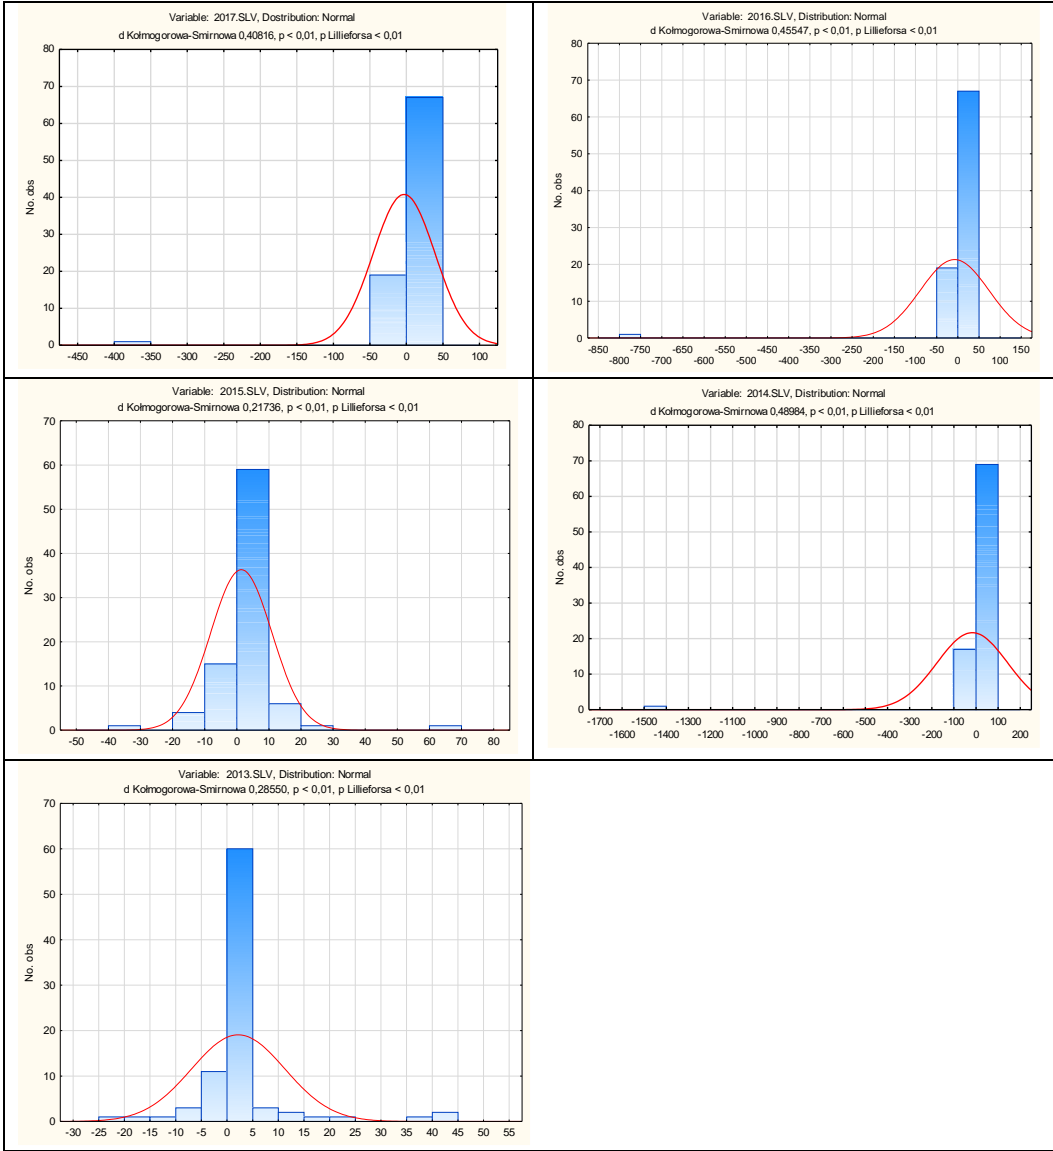 Variable: 2017.SLV, Dostribution: Normal
d Kołmogorowa-Smirnowa 0,40816, p < 0,01, p Lillieforsa < 0,01
80
70
60
50
40
30
20
10
0
No. obs
-450 -400 -350 -300 -250 -200 -150 -100 -50 0 50 100
Variable: 2016.SLV, Distribution: Normal
d Kołmogorowa-Smirnowa 0,45547, p < 0,01, p Lillieforsa < 0,01
80
70
60
50
40
30
20
10
0
No. obs
-850 -750 -650 -550 -450 -350 -250 -150 -50 50 150
-800 -700 -600 -500 -400 -300 -200 -100 0 100
Variable: 2015.SLV, Distribution: Normal
d Kołmogorowa-Smirnowa 0,21736, p < 0,01, p Lillieforsa < 0,01
70
60
50
40
30
20
10
0
No. obs
-50 -40 -30 -20 -10 0 10 20 30 40 50 60 70 80
Variable: 2014.SLV, Distribution: Normal
d Kołmogorowa-Smirnowa 0,48984, p < 0,01, p Lillieforsa < 0,01
80
70
60
50
40
30
20
10
0
No. obs
-1700 -1500 -1300 -1100 -900 -700 -500 -300 -100 100
-1600 -1400 -1200 -1000 -800 -600 -400 -200 0 200
Variable: 2013.SLV, Distribution: Normal
d Kołmogorowa-Smirnowa 0,28550, p < 0,01, p Lillieforsa < 0,01
70
60
50
40
30
20
10
0
No. obs
-30 -25 -20 -15 -10 -5 0 5 10 15 20 25 30 35 40 45 50 55